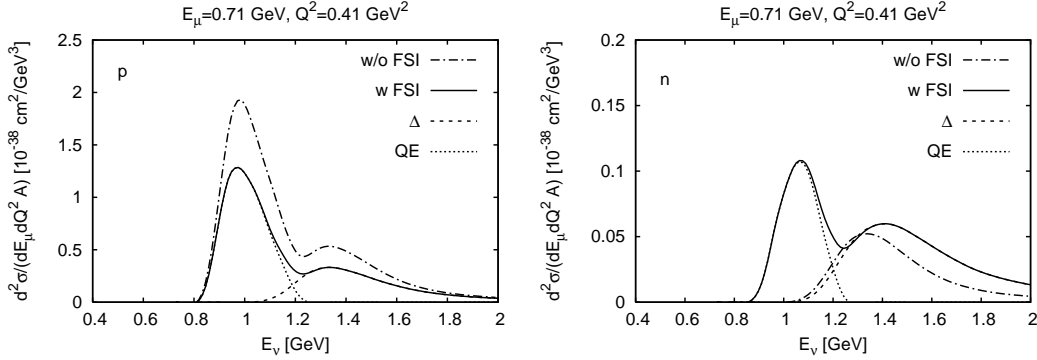 E_μ=0.71 GeV, Q²=0.41 GeV²
d²σ/(dE_μdQ² A) [10⁻³⁸ cm²/GeV³]
2.5
2
1.5
1
0.5
0
p
w/o FSI
w FSI
Δ
QE
0.4 0.6 0.8 1 1.2 1.4 1.6 1.8 2
E_ν [GeV]
E_μ=0.71 GeV, Q²=0.41 GeV²
d²σ/(dE_μdQ² A) [10⁻³⁸ cm²/GeV³]
0.20
0.15
0.1
0.05
0
n
w/o FSI
w FSI
Δ
QE
0.4 0.6 0.8 1 1.2 1.4 1.6 1.8 2
E_ν [GeV]